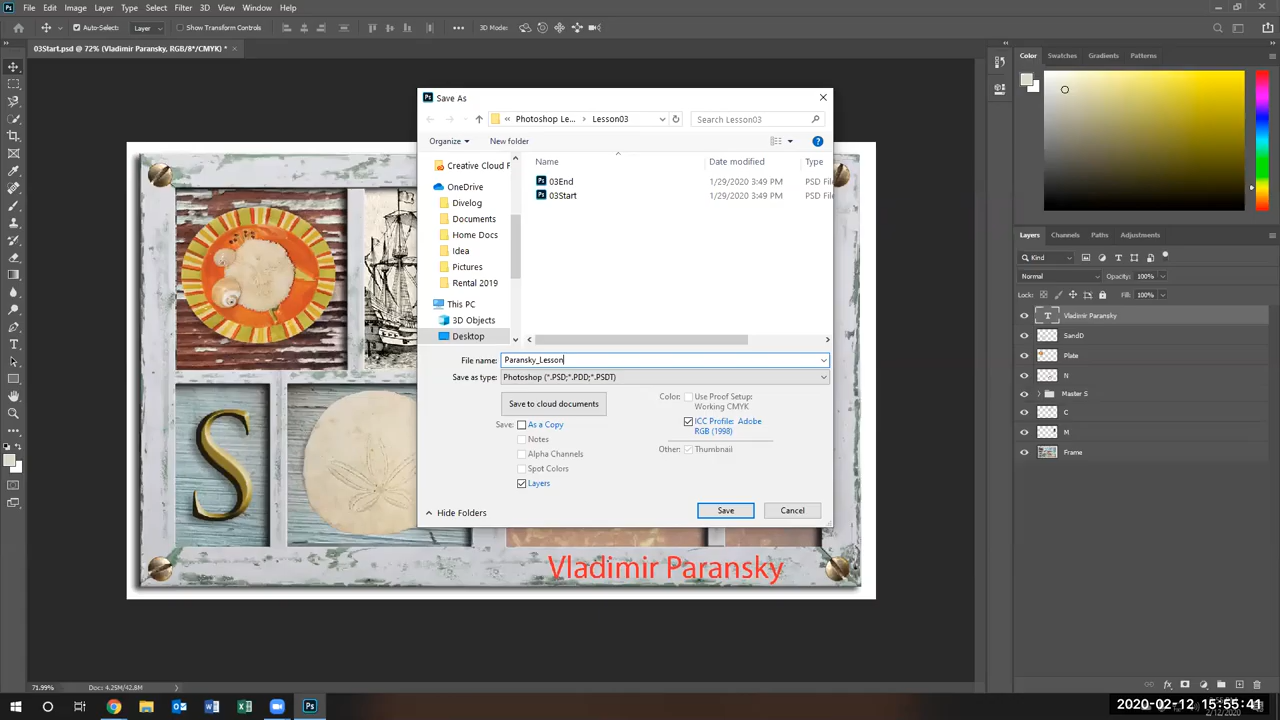 File Edit Image Layer Type Select Filter 3D View Window Help
Auto-Select: Layer Show Transform Controls 3D Mode:
03Start.psd @ 72% (Vladimir Paransky, RGB/8*/CMYK) *
Color Swatches Gradients Patterns
Save As
Photoshop Le... Lesson03 Search Lesson03
Organize New folder
Creative Cloud F
OneDrive
Divelog
Documents
Home Docs
Idea
Pictures
Rental 2019
This PC
3D Objects
Desktop
Name Date modified Type
03End 1/29/2020 3:49 PM PSD Fil
03Start 1/29/2020 3:49 PM PSD Fil
File name: Paransky_Lesson
Save as type: Photoshop (*.PSD;*.PDD;*.PSDT)
Save to cloud documents
Save: As a Copy
Notes
Alpha Channels
Spot Colors
Layers
Color: Use Proof Setup:
Working CMYK
ICC Profile: Adobe
RGB (1998)
Other: Thumbnail
Hide Folders Save Cancel
Layers Channels Paths Adjustments
Kind
Normal Opacity: 100%
Lock: Fill: 100%
Vladimir Paransky
SandD
Plate
N
Master S
C
M
Frame
S
Vladimir Paransky
71.99% Doc: 4.25M/42.8M
2020-02-12 15:55:41